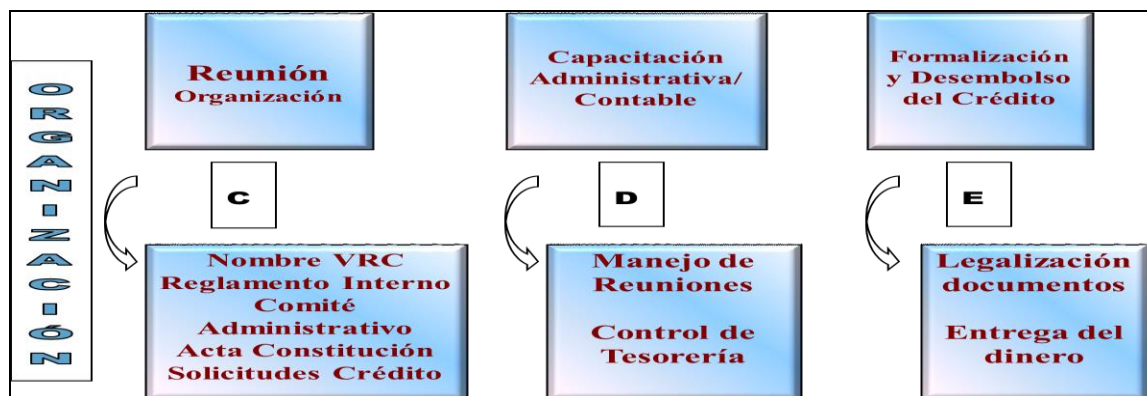 ORGANIZACIÓN
Reunión
Organización
Capacitación
Administrativa/
Contable
Formalización
y Desembolso
del Crédito
C
D
E
Nombre VRC
Reglamento Interno
Comité
Administrativo
Acta Constitución
Solicitudes Crédito
Manejo de
Reuniones
Control de
Tesorería
Legalización
documentos
Entrega del
dinero